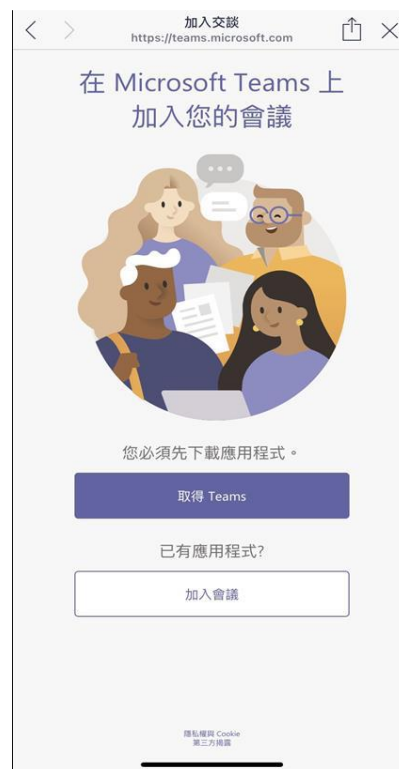 加入交談
https://teams.microsoft.com
在 Microsoft Teams 上
加入您的會議
您必須先下載應用程式。
取得 Teams
已有應用程式?
加入會議
隱私權與 Cookie
第三方揭露